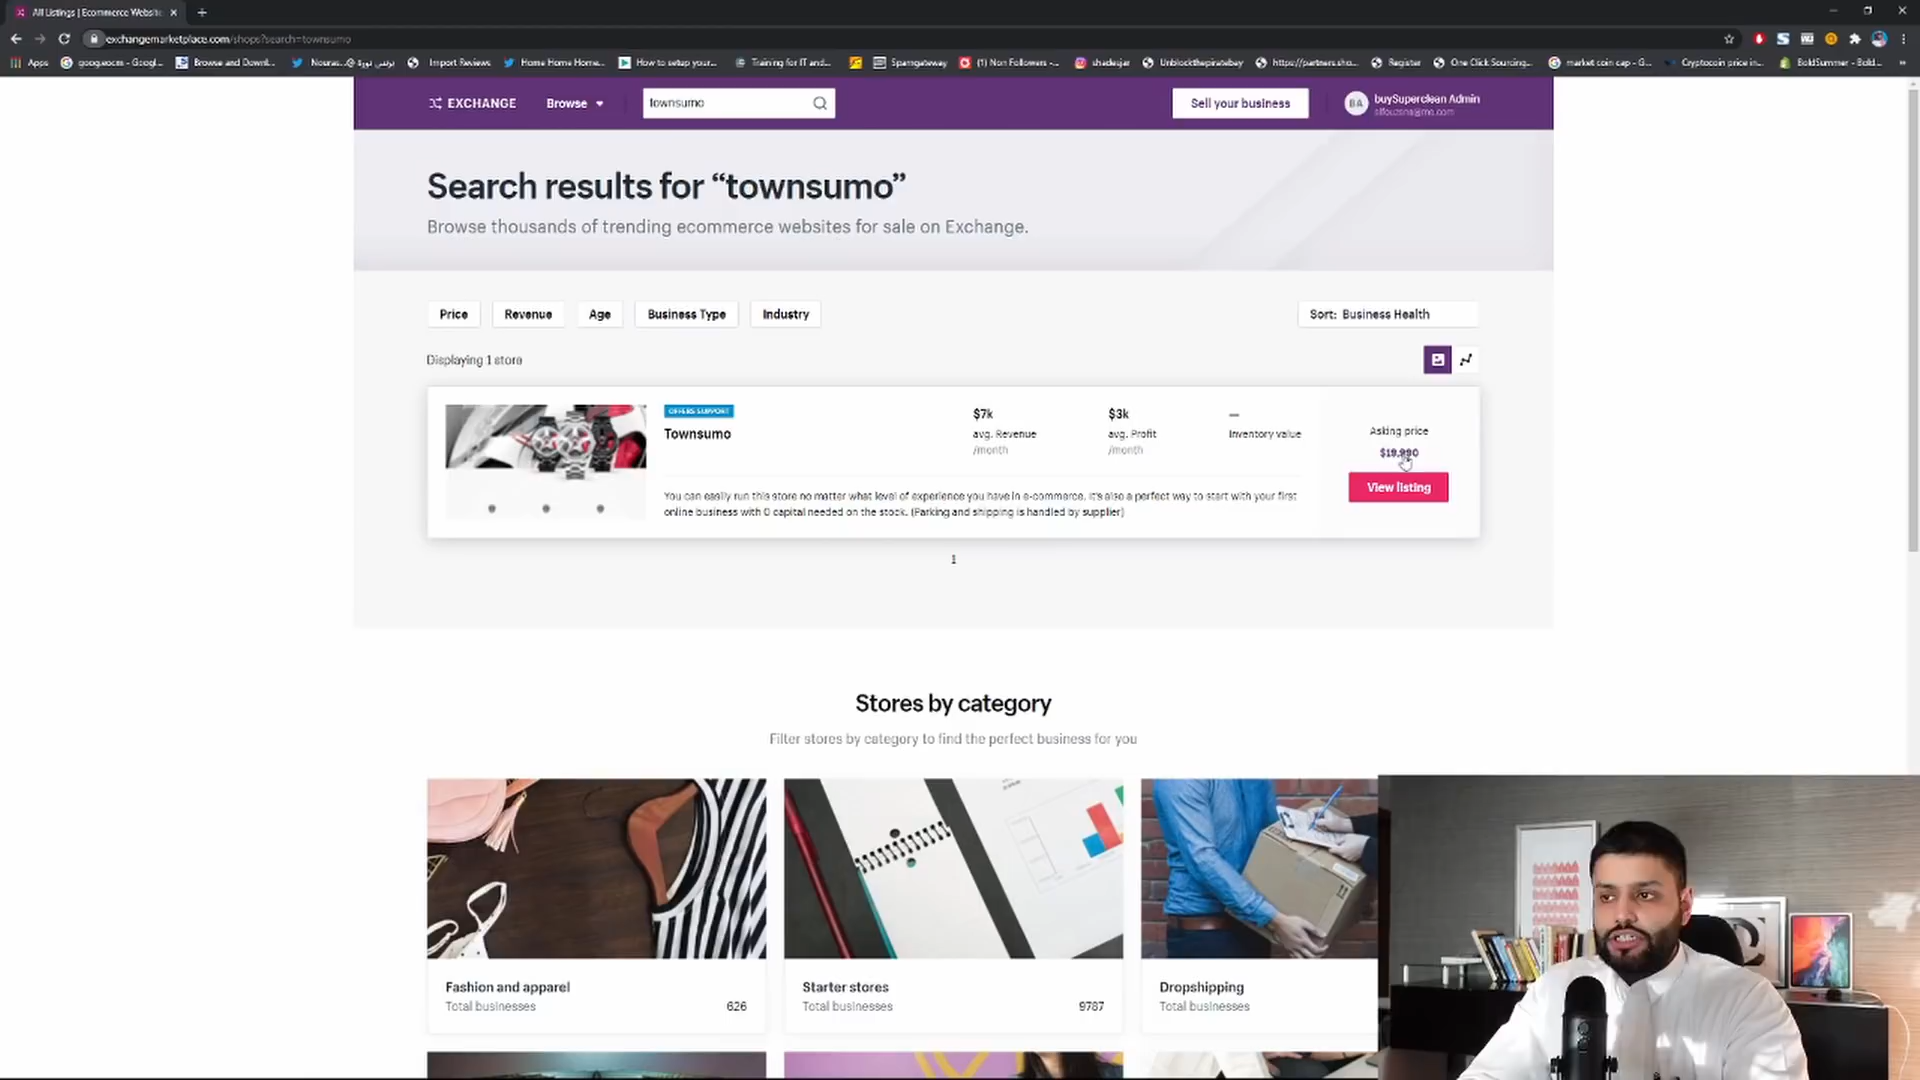 All Listings | Ecommerce Website
exchangemarketplace.com/shops?search=townsumo
Apps
Browse and Downl...
Import Reviews
Home Home Home...
How to setup your...
Training for IT and...
Spamgateway
(1) Non Followers -...
shadesjar
Unblockthepiratebay
https://partners.sho...
Register
One Click Sourcing...
market coin cap - G...
Cryptocoin price in...
BoldSummer - Bold...
EXCHANGE
Browse
townsumo
Sell your business
BA
buySuperclean Admin
Search results for “townsumo”
Browse thousands of trending ecommerce websites for sale on Exchange.
Price
Revenue
Age
Business Type
Industry
Sort: Business Health
Displaying 1 store
OFFERS SUPPORT
Townsumo
$7k
avg. Revenue
/month
$3k
avg. Profit
/month
—
Inventory value
Asking price
View listing
You can easily run this store no matter what level of experience you have in e-commerce. It's also a perfect way to start with your first
online business with 0 capital needed on the stock. (Parking and shipping is handled by supplier)
1
Stores by category
Filter stores by category to find the perfect business for you
Fashion and apparel
Total businesses 626
Starter stores
Total businesses 9787
Dropshipping
Total businesses